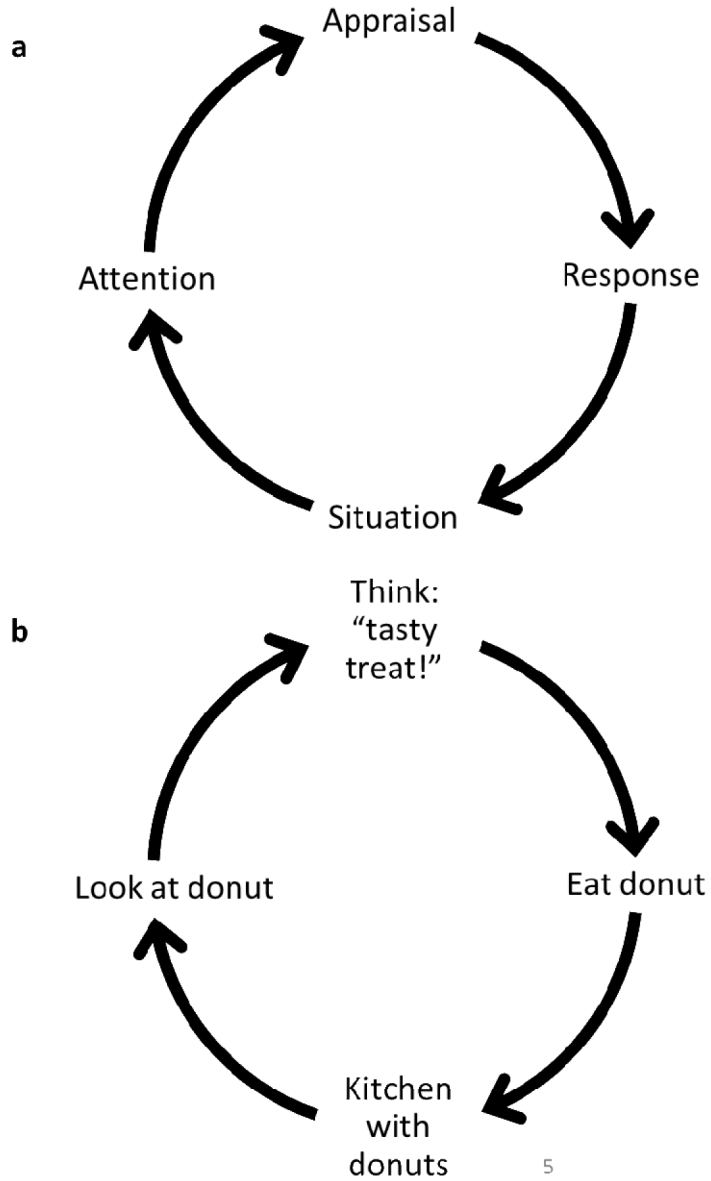 a
Appraisal
Attention
Response
Situation
b
Think:
“tasty
treat!”
Look at donut
Eat donut
Kitchen
with
donuts
5